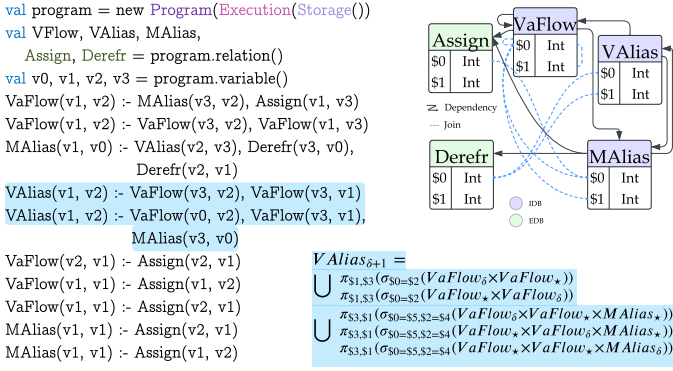 val program = new Program(Execution(Storage())
val VFlow, VAlias, MAlias,
Assign, Derefr = program.relation()
val v0, v1, v2, v3 = program.variable()
VaFlow(v1, v2) :- MAlias(v3, v2), Assign(v1, v3)
VaFlow(v1, v2) :- VaFlow(v3, v2), VaFlow(v1, v3)
MAlias(v1, v0) :- VAlias(v2, v3), Derefr(v3, v0),
Derefr(v2, v1)
VAlias(v1, v2) :- VaFlow(v3, v2), VaFlow(v3, v1)
VAlias(v1, v2) :- VaFlow(v0, v2), VaFlow(v3, v1),
MAlias(v3, v0)
VaFlow(v2, v1) :- Assign(v2, v1)
VaFlow(v1, v1) :- Assign(v1, v2)
VaFlow(v1, v1) :- Assign(v2, v1)
MAlias(v1, v1) :- Assign(v2, v1)
MAlias(v1, v1) :- Assign(v1, v2)
Assign
$0 Int
$1 Int
VaFlow
$0 Int
$1 Int
VAlias
$0 Int
$1 Int
Dependency
Join
Derefr
$0 Int
$1 Int
MAlias
$0 Int
$1 Int
IDB
EDB
VAlias_{δ+1} =
⋃ π_{$1,$3}(σ_{$0=$2}(VaFlow_δ×VaFlow_⋆))
π_{$1,$3}(σ_{$0=$2}(VaFlow_⋆×VaFlow_δ))
⋃ π_{$3,$1}(σ_{$0=$5,$2=$4}(VaFlow_δ×VaFlow_⋆×MAlias_⋆))
π_{$3,$1}(σ_{$0=$5,$2=$4}(VaFlow_⋆×VaFlow_δ×MAlias_⋆))
π_{$3,$1}(σ_{$0=$5,$2=$4}(VaFlow_⋆×VaFlow_⋆×MAlias_δ))